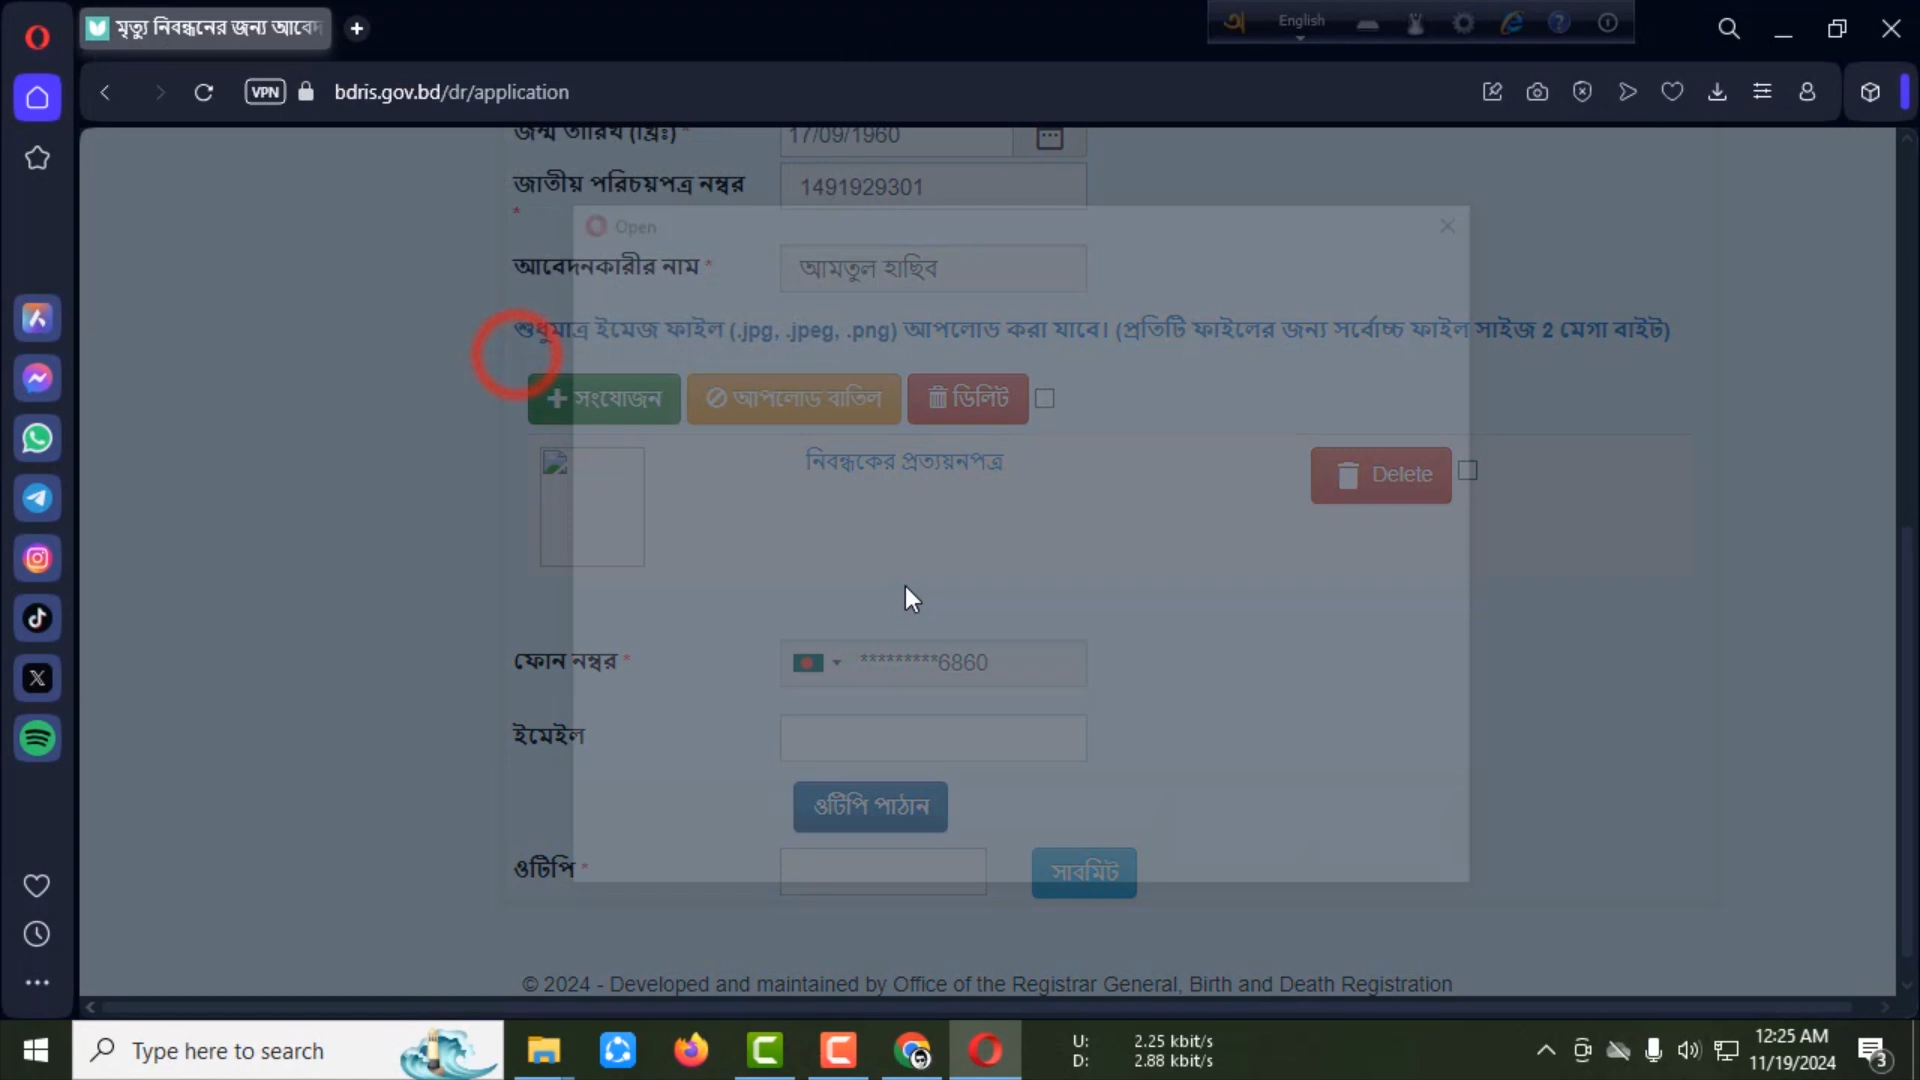 মৃত্যু নিবন্ধনের জন্য আবেদ
English
VPN
bdris.gov.bd/dr/application
জন্ম তারিখ (খ্রিঃ) *
17/09/1960
জাতীয় পরিচয়পত্র নম্বর *
1491929301
Open
আবেদনকারীর নাম *
আমতুল হাছিব
শুধুমাত্র ইমেজ ফাইল (.jpg, .jpeg, .png) আপলোড করা যাবে। (প্রতিটি ফাইলের জন্য সর্বোচ্চ ফাইল সাইজ 2 মেগা বাইট)
সংযোজন
আপলোড বাতিল
ডিলিট
নিবন্ধকের প্রত্যয়নপত্র
Delete
ফোন নম্বর *
*********6860
ইমেইল
ওটিপি পাঠান
ওটিপি *
সাবমিট
© 2024 - Developed and maintained by Office of the Registrar General, Birth and Death Registration
Type here to search
U: 2.25 kbit/s
D: 2.88 kbit/s
12:25 AM
11/19/2024
3